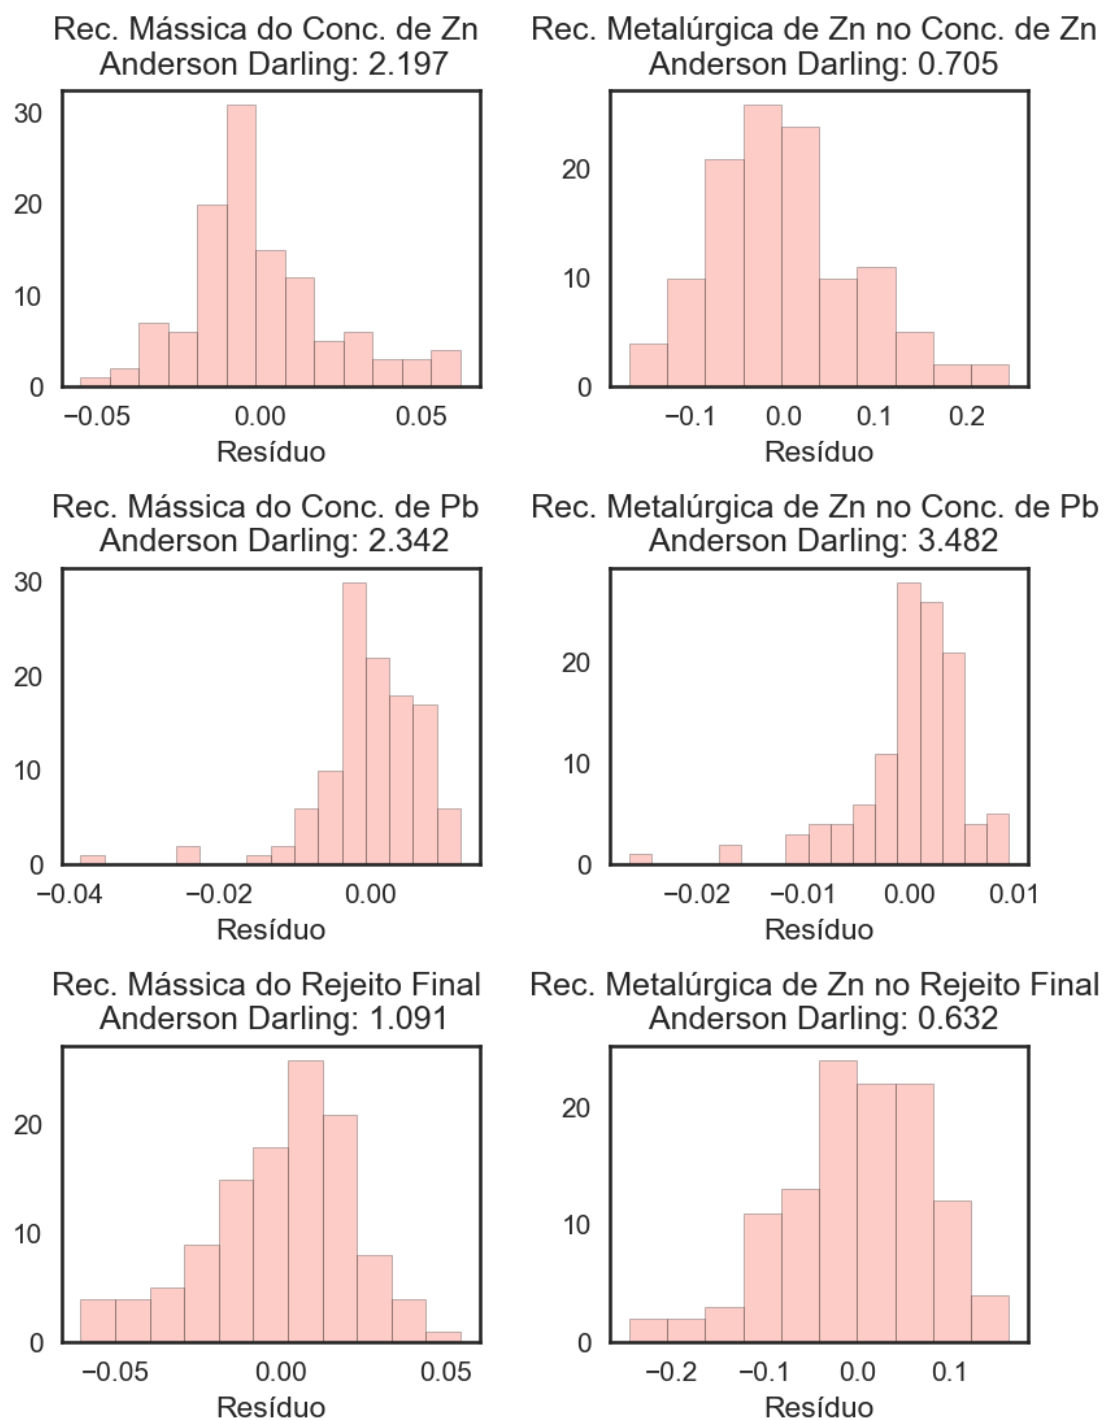 Rec. Mássica do Conc. de Zn
Anderson Darling: 2.197
30
20
10
0
−0.05 0.00 0.05
Resíduo
Rec. Metalúrgica de Zn no Conc. de Zn
Anderson Darling: 0.705
20
10
0
−0.1 0.0 0.1 0.2
Resíduo
Rec. Mássica do Conc. de Pb
Anderson Darling: 2.342
30
20
10
0
−0.04 −0.02 0.00
Resíduo
Rec. Metalúrgica de Zn no Conc. de Pb
Anderson Darling: 3.482
20
10
0
−0.02 −0.01 0.00 0.01
Resíduo
Rec. Mássica do Rejeito Final
Anderson Darling: 1.091
20
10
0
−0.05 0.00 0.05
Resíduo
Rec. Metalúrgica de Zn no Rejeito Final
Anderson Darling: 0.632
20
10
0
−0.2 −0.1 0.0 0.1
Resíduo